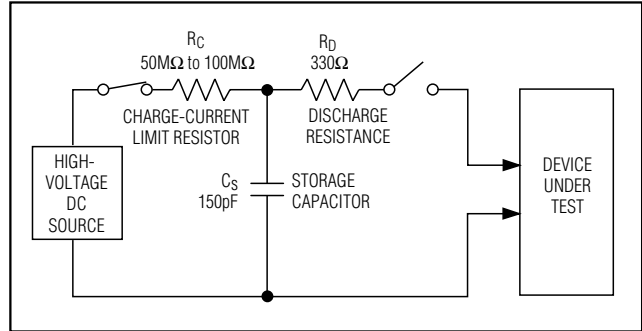 R_C
50MΩ to 100MΩ
CHARGE-CURRENT
LIMIT RESISTOR
R_D
330Ω
DISCHARGE
RESISTANCE
HIGH-
VOLTAGE
DC
SOURCE
C_S
150pF
STORAGE
CAPACITOR
DEVICE
UNDER
TEST